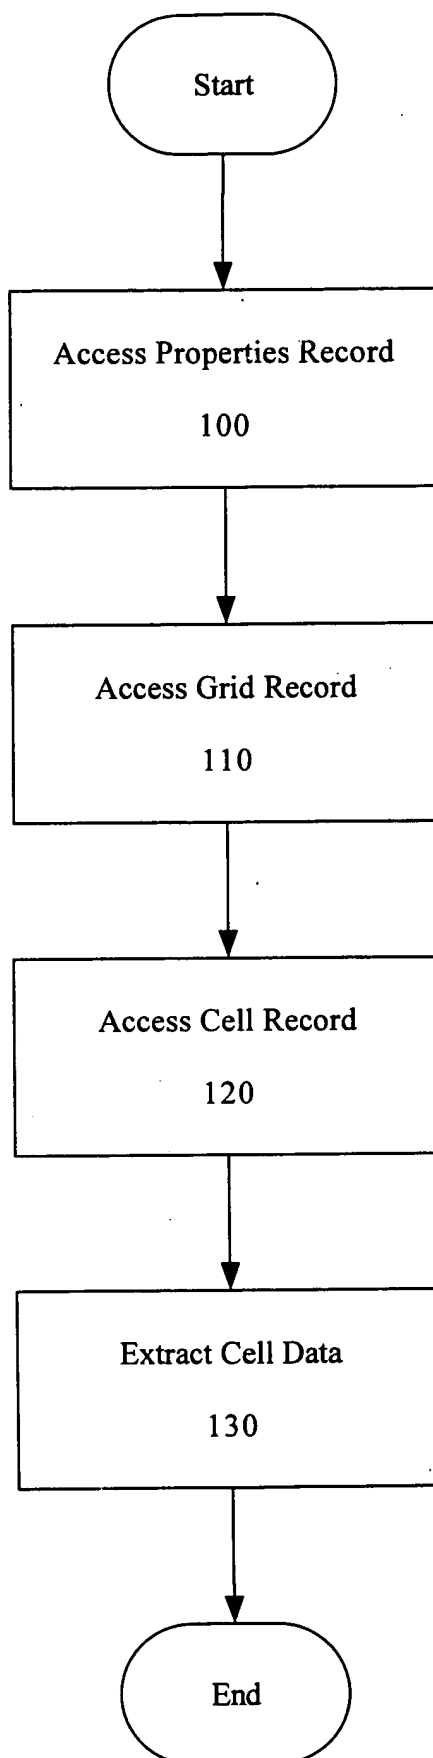 Start
Access Properties Record
100
Access Grid Record
110
Access Cell Record
120
Extract Cell Data
130
End